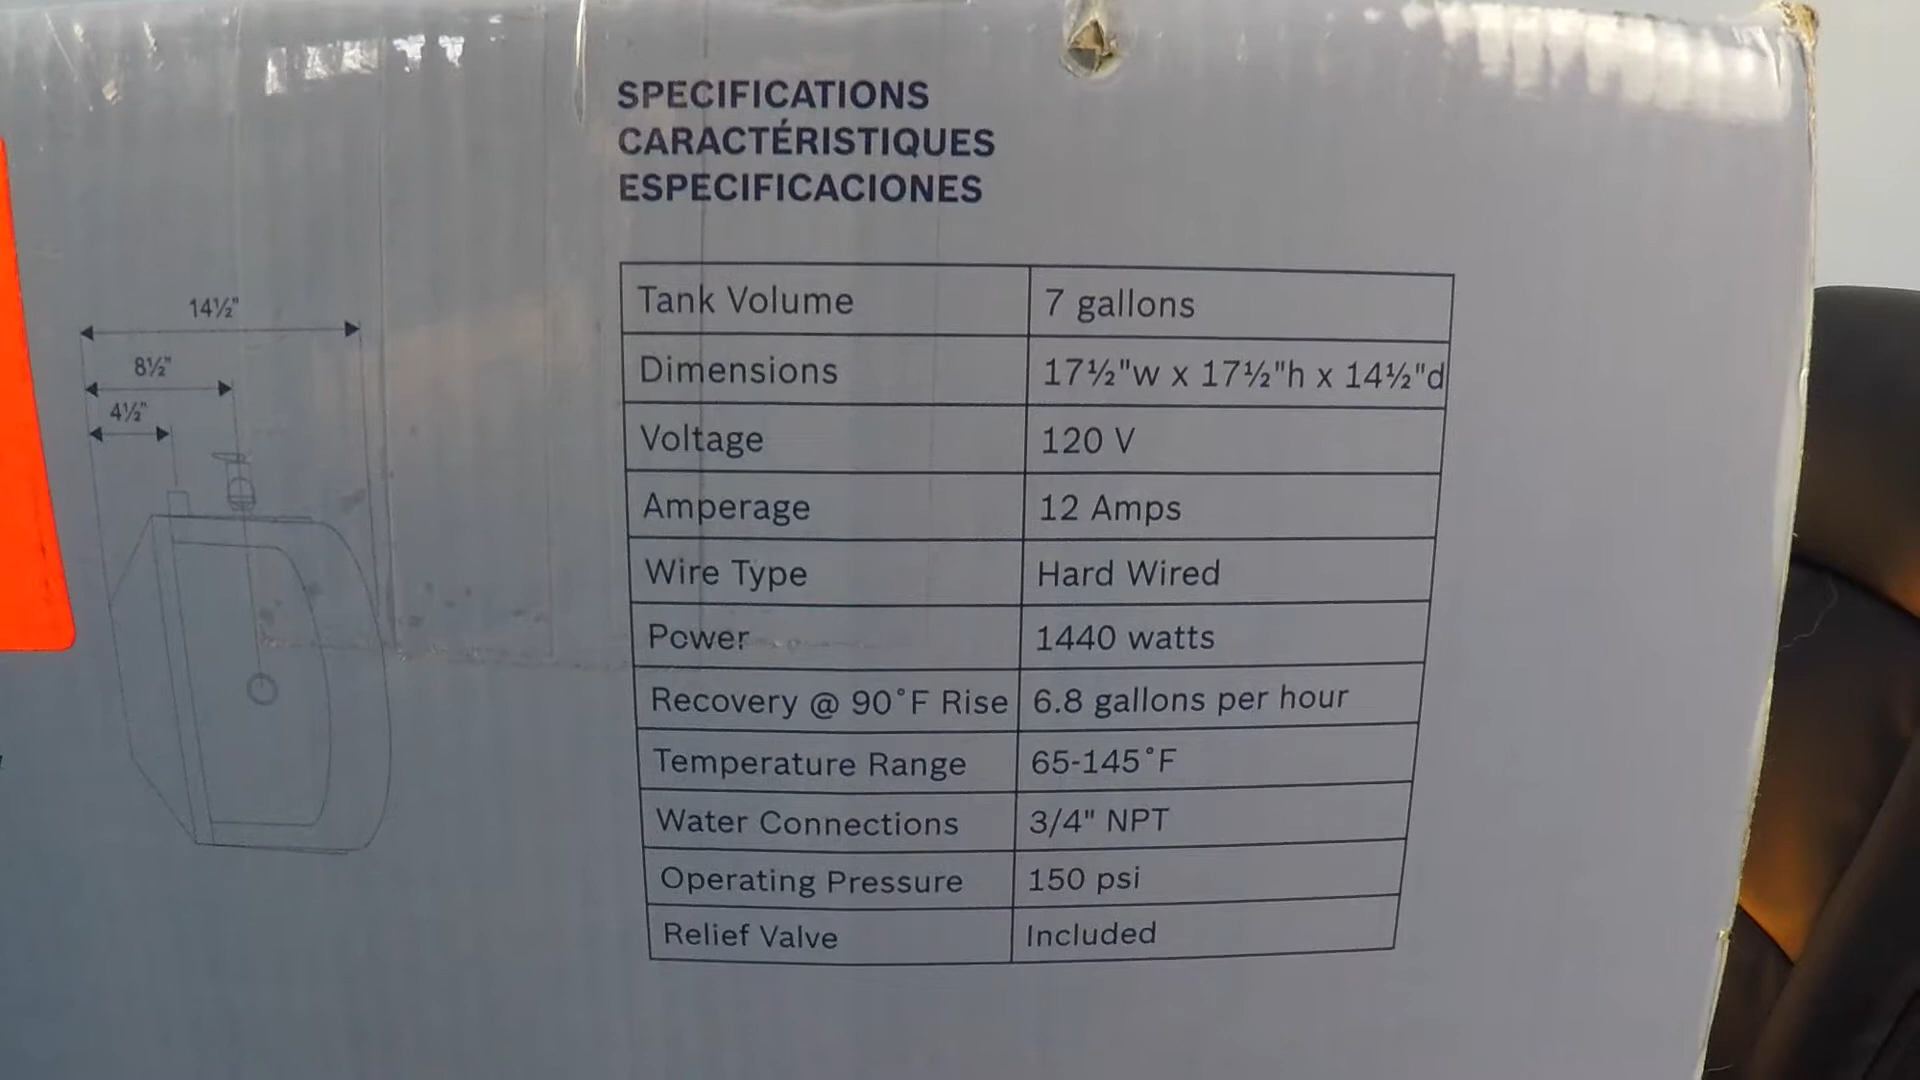 SPECIFICATIONS
CARACTÉRISTIQUES
ESPECIFICACIONES
14½"
8½"
4½"
Tank Volume 7 gallons
Dimensions 17½"w x 17½"h x 14½"d
Voltage 120 V
Amperage 12 Amps
Wire Type Hard Wired
Power 1440 watts
Recovery @ 90°F Rise 6.8 gallons per hour
Temperature Range 65-145°F
Water Connections 3/4" NPT
Operating Pressure 150 psi
Relief Valve Included